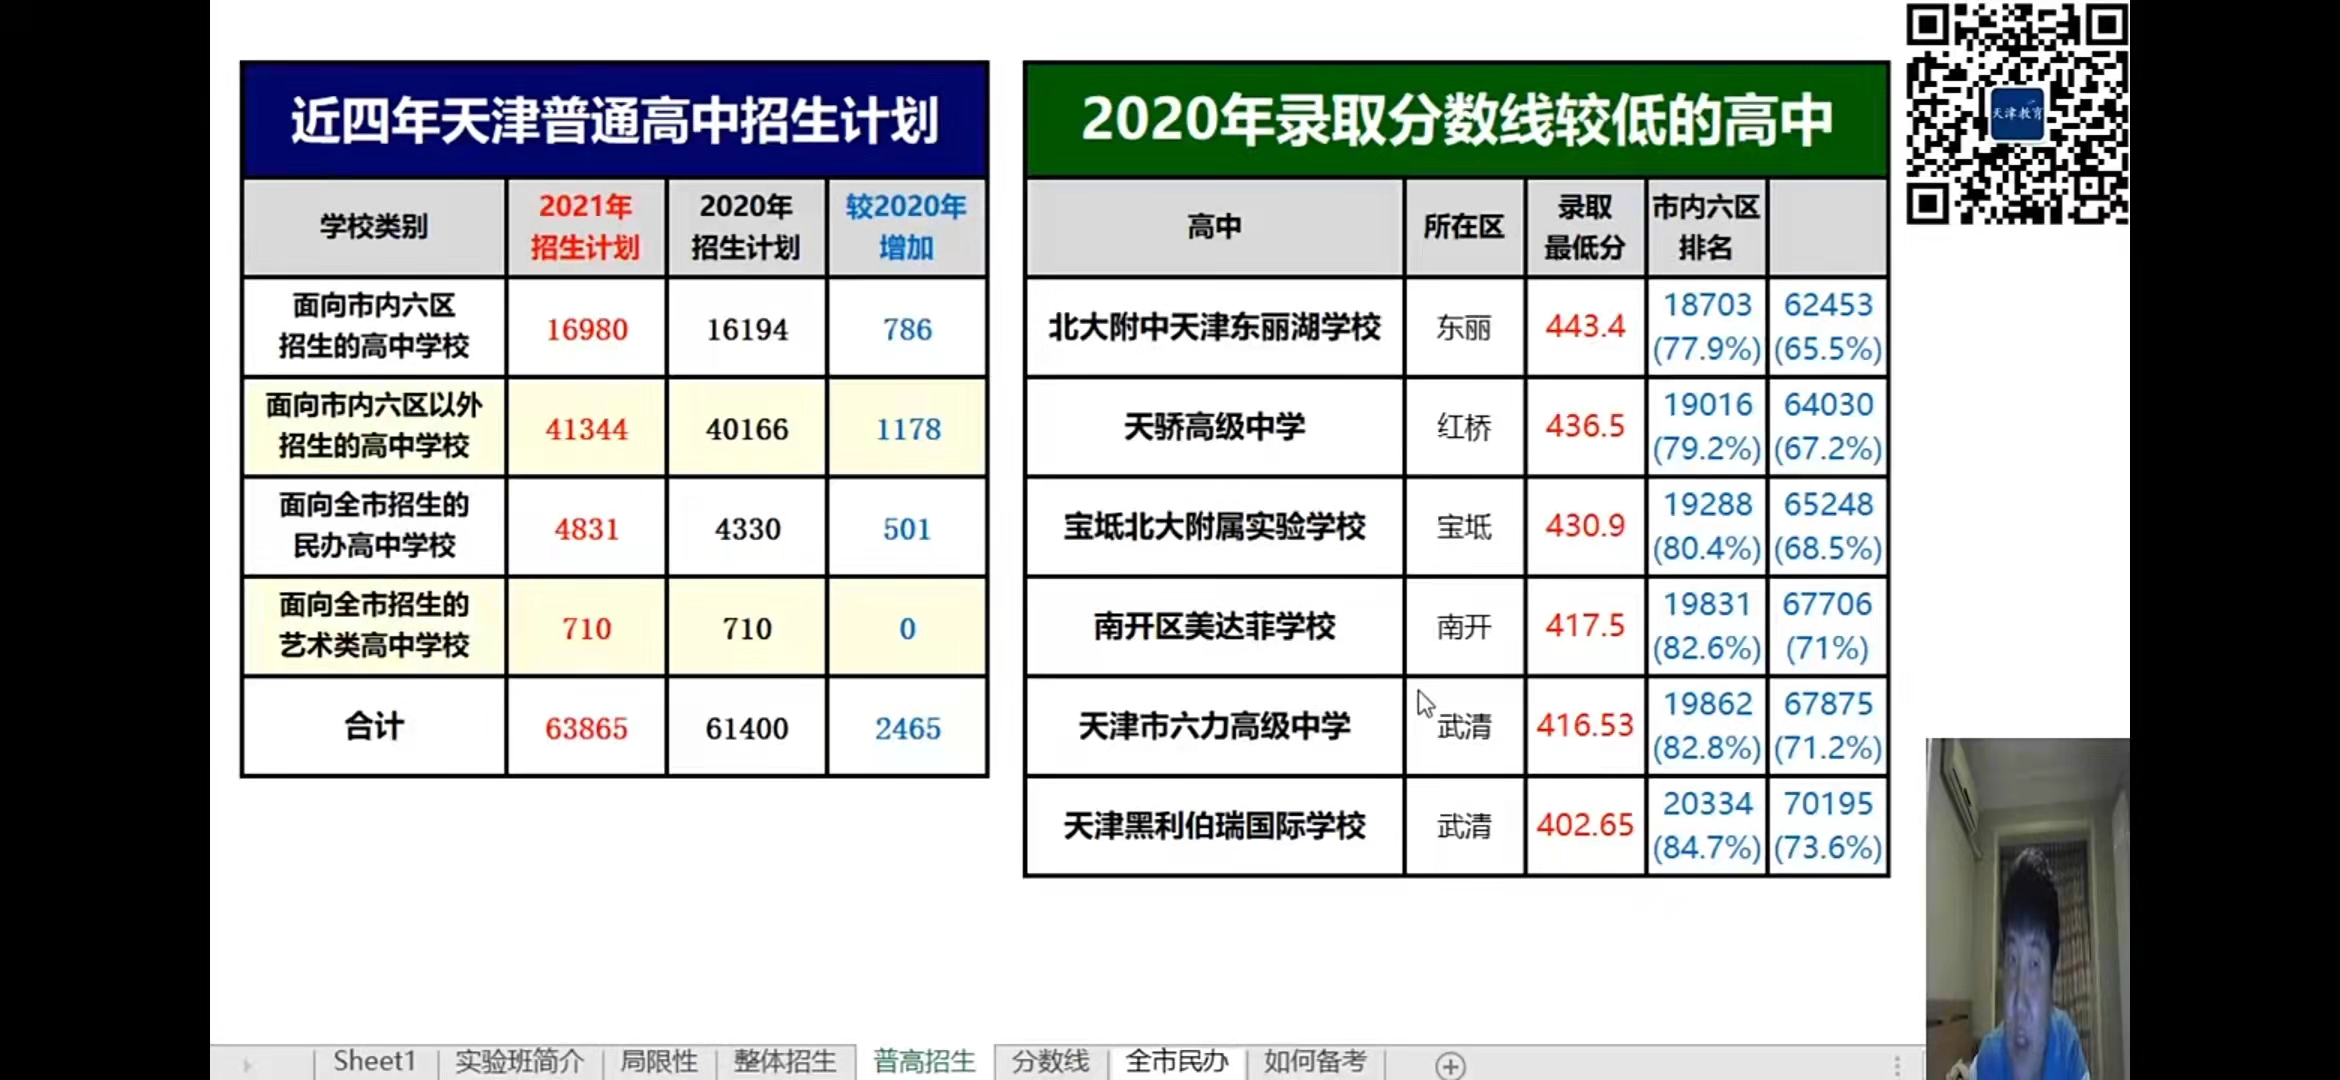 近四年天津普通高中招生计划
学校类别
2021年
招生计划
2020年
招生计划
较2020年
增加
面向市内六区
招生的高中学校
16980
16194
786
面向市内六区以外
招生的高中学校
41344
40166
1178
面向全市招生的
民办高中学校
4831
4330
501
面向全市招生的
艺术类高中学校
710
710
0
合计
63865
61400
2465
2020年录取分数线较低的高中
高中
所在区
录取
最低分
市内六区
排名
北大附中天津东丽湖学校
东丽
443.4
18703
(77.9%)
62453
(65.5%)
天骄高级中学
红桥
436.5
19016
(79.2%)
64030
(67.2%)
宝坻北大附属实验学校
宝坻
430.9
19288
(80.4%)
65248
(68.5%)
南开区美达菲学校
南开
417.5
19831
(82.6%)
67706
(71%)
天津市六力高级中学
武清
416.53
19862
(82.8%)
67875
(71.2%)
天津黑利伯瑞国际学校
武清
402.65
20334
(84.7%)
70195
(73.6%)
天津教育
Sheet1
实验班简介
局限性
整体招生
普高招生
分数线
全市民办
如何备考